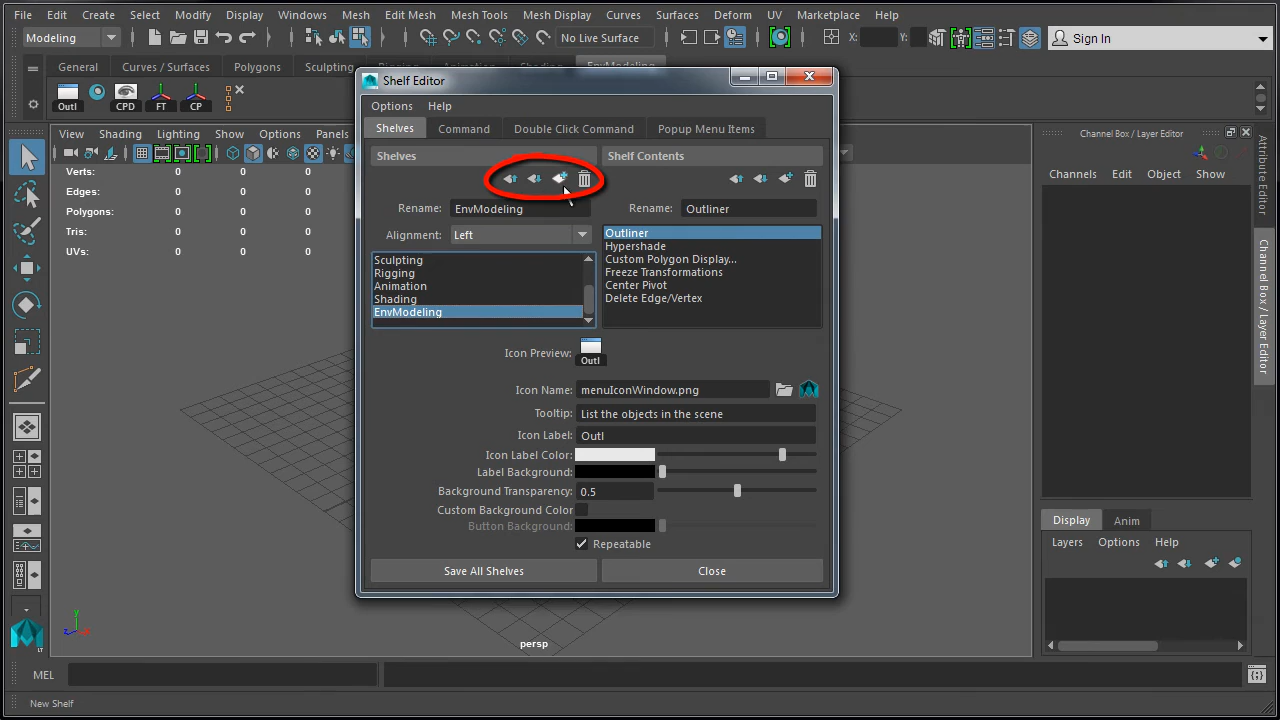 File Edit Create Select Modify Display Windows Mesh Edit Mesh Mesh Tools Mesh Display Curves Surfaces Deform UV Marketplace Help
Modeling No Live Surface X: Y: Sign In
General Curves / Surfaces Polygons Sculpting EnvModeling
Outl CPD FT CP
Shelf Editor
Options Help
Shelves Command Double Click Command Popup Menu Items
Shelves Shelf Contents
Rename: EnvModeling Rename: Outliner
Alignment: Left
Sculpting
Rigging
Animation
Shading
EnvModeling
Outliner
Hypershade
Custom Polygon Display...
Freeze Transformations
Center Pivot
Delete Edge/Vertex
Icon Preview:
Outl
Icon Name: menuIconWindow.png
Tooltip: List the objects in the scene
Icon Label: Outl
Icon Label Color:
Label Background:
Background Transparency: 0.5
Custom Background Color
Button Background:
Repeatable
Save All Shelves Close
View Shading Lighting Show Options Panels
Verts: 0 0 0
Edges: 0 0 0
Polygons: 0 0 0
Tris: 0 0 0
UVs: 0 0 0
y
z x
persp
LT
Channel Box / Layer Editor
Channels Edit Object Show
Attribute Editor
Channel Box / Layer Editor
Display Anim
Layers Options Help
MEL
New Shelf